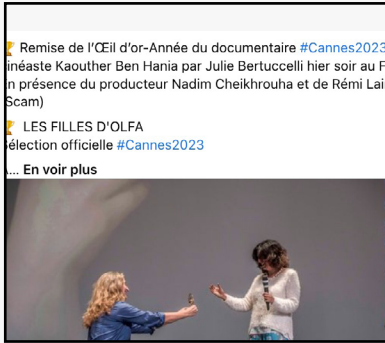 🏆 Remise de l'Œil d'or-Année du documentaire #Cannes2023
inéaste Kaouther Ben Hania par Julie Bertuccelli hier soir au F
n présence du producteur Nadim Cheikhrouha et de Rémi Lai
Scam)
🏆 LES FILLES D'OLFA
élection officielle #Cannes2023
... En voir plus